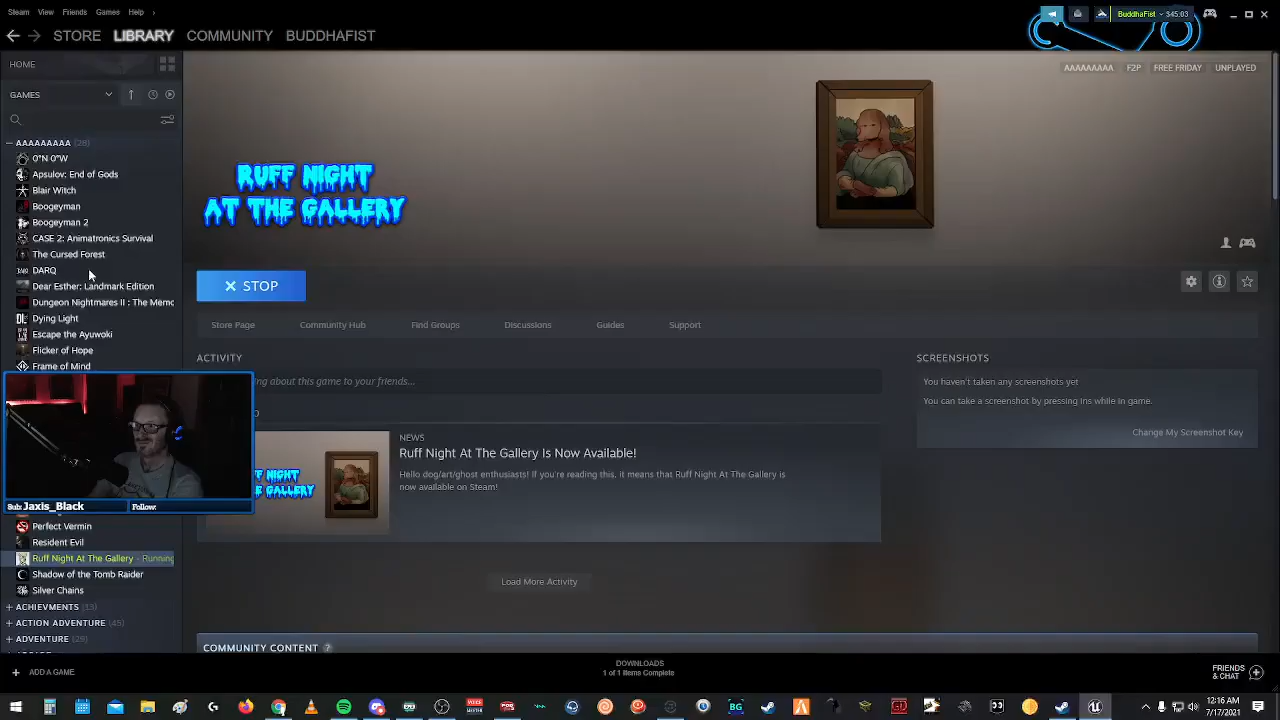 Steam View Friends Games Help
BuddhaFist $45.03
STORE LIBRARY COMMUNITY BUDDHAFIST
HOME
GAMES
AAAAAAAAA F2P FREE FRIDAY UNPLAYED
AAAAAAAAA (28)
O°N O°W
Apsulov: End of Gods
Blair Witch
Boogeyman
Boogeyman 2
CASE 2: Animatronics Survival
The Cursed Forest
DARQ
Dear Esther: Landmark Edition
Dungeon Nightmares II : The Memo
Dying Light
Escape the Ayuwoki
Flicker of Hope
Frame of Mind
Perfect Vermin
Resident Evil
Ruff Night At The Gallery - Running
Shadow of the Tomb Raider
Silver Chains
ACHIEVMENTS (13)
ACTION ADVENTURE (45)
ADVENTURE (29)
RUFF NIGHT
AT THE GALLERY
STOP
Store Page Community Hub Find Groups Discussions Guides Support
ACTIVITY
ng about this game to your friends...
NEWS
Ruff Night At The Gallery Is Now Available!
Hello dog/art/ghost enthusiasts! If you're reading this, it means that Ruff Night At The Gallery is
now available on Steam!
Load More Activity
COMMUNITY CONTENT ?
SCREENSHOTS
You haven't taken any screenshots yet
You can take a screenshot by pressing Ins while in game.
Change My Screenshot Key
Sub: Jaxis_Black Follow:
ADD A GAME
DOWNLOADS
1 of 1 Items Complete
FRIENDS
& CHAT
12:16 AM
7/17/2021